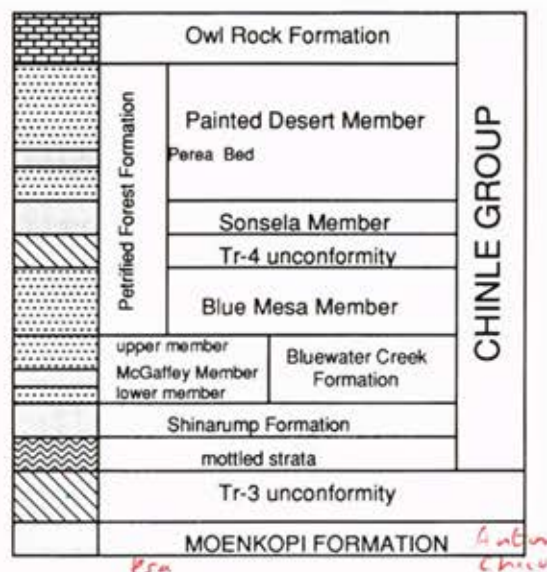 Owl Rock Formation
Painted Desert Member
Perea Bed
Petrified Forest Formation
Sonsela Member
Tr-4 unconformity
Blue Mesa Member
upper member
McGaffey Member
lower member
Bluewater Creek
Formation
Shinarump Formation
mottled strata
CHINLE GROUP
Tr-3 unconformity
MOENKOPI FORMATION